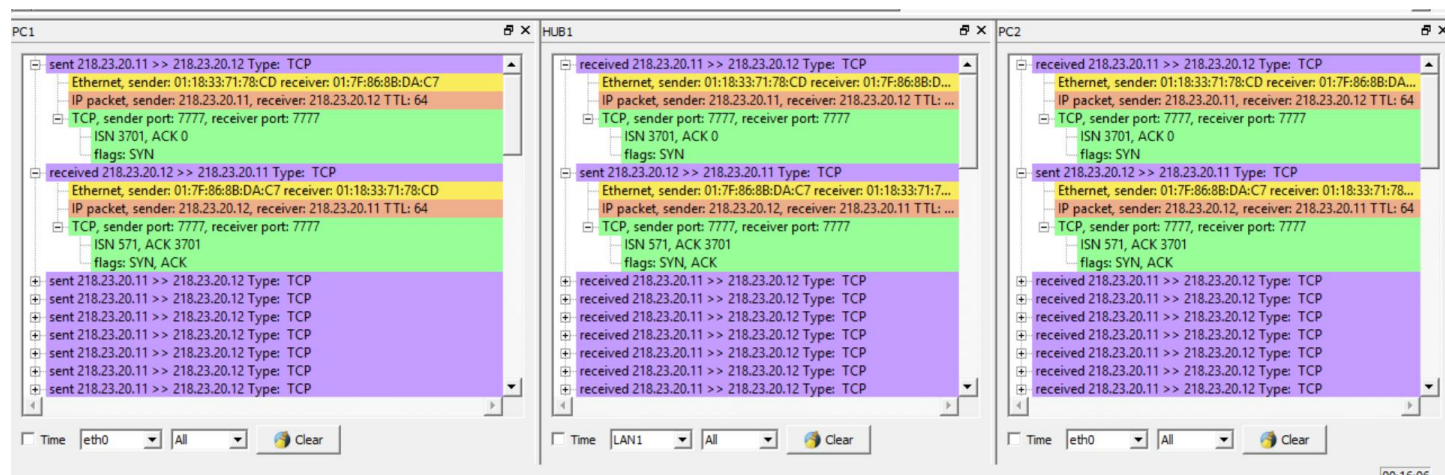 PC1
sent 218.23.20.11 >> 218.23.20.12 Type: TCP
Ethernet, sender: 01:18:33:71:78:CD receiver: 01:7F:86:8B:DA:C7
IP packet, sender: 218.23.20.11, receiver: 218.23.20.12 TTL: 64
TCP, sender port: 7777, receiver port: 7777
ISN 3701, ACK 0
flags: SYN
received 218.23.20.12 >> 218.23.20.11 Type: TCP
Ethernet, sender: 01:7F:86:8B:DA:C7 receiver: 01:18:33:71:78:CD
IP packet, sender: 218.23.20.12, receiver: 218.23.20.11 TTL: 64
TCP, sender port: 7777, receiver port: 7777
ISN 571, ACK 3701
flags: SYN, ACK
sent 218.23.20.11 >> 218.23.20.12 Type: TCP
sent 218.23.20.11 >> 218.23.20.12 Type: TCP
sent 218.23.20.11 >> 218.23.20.12 Type: TCP
sent 218.23.20.11 >> 218.23.20.12 Type: TCP
sent 218.23.20.11 >> 218.23.20.12 Type: TCP
sent 218.23.20.11 >> 218.23.20.12 Type: TCP
sent 218.23.20.11 >> 218.23.20.12 Type: TCP
Time eth0 All Clear
HUB1
received 218.23.20.11 >> 218.23.20.12 Type: TCP
Ethernet, sender: 01:18:33:71:78:CD receiver: 01:7F:86:8B:D...
IP packet, sender: 218.23.20.11, receiver: 218.23.20.12 TTL: ...
TCP, sender port: 7777, receiver port: 7777
ISN 3701, ACK 0
flags: SYN
sent 218.23.20.12 >> 218.23.20.11 Type: TCP
Ethernet, sender: 01:7F:86:8B:DA:C7 receiver: 01:18:33:71:7...
IP packet, sender: 218.23.20.12, receiver: 218.23.20.11 TTL: ...
TCP, sender port: 7777, receiver port: 7777
ISN 571, ACK 3701
flags: SYN, ACK
received 218.23.20.11 >> 218.23.20.12 Type: TCP
received 218.23.20.11 >> 218.23.20.12 Type: TCP
received 218.23.20.11 >> 218.23.20.12 Type: TCP
received 218.23.20.11 >> 218.23.20.12 Type: TCP
received 218.23.20.11 >> 218.23.20.12 Type: TCP
received 218.23.20.11 >> 218.23.20.12 Type: TCP
received 218.23.20.11 >> 218.23.20.12 Type: TCP
Time LAN1 All Clear
PC2
received 218.23.20.11 >> 218.23.20.12 Type: TCP
Ethernet, sender: 01:18:33:71:78:CD receiver: 01:7F:86:8B:DA...
IP packet, sender: 218.23.20.11, receiver: 218.23.20.12 TTL: 64
TCP, sender port: 7777, receiver port: 7777
ISN 3701, ACK 0
flags: SYN
sent 218.23.20.12 >> 218.23.20.11 Type: TCP
Ethernet, sender: 01:7F:86:8B:DA:C7 receiver: 01:18:33:71:78...
IP packet, sender: 218.23.20.12, receiver: 218.23.20.11 TTL: 64
TCP, sender port: 7777, receiver port: 7777
ISN 571, ACK 3701
flags: SYN, ACK
received 218.23.20.11 >> 218.23.20.12 Type: TCP
received 218.23.20.11 >> 218.23.20.12 Type: TCP
received 218.23.20.11 >> 218.23.20.12 Type: TCP
received 218.23.20.11 >> 218.23.20.12 Type: TCP
received 218.23.20.11 >> 218.23.20.12 Type: TCP
received 218.23.20.11 >> 218.23.20.12 Type: TCP
received 218.23.20.11 >> 218.23.20.12 Type: TCP
Time eth0 All Clear